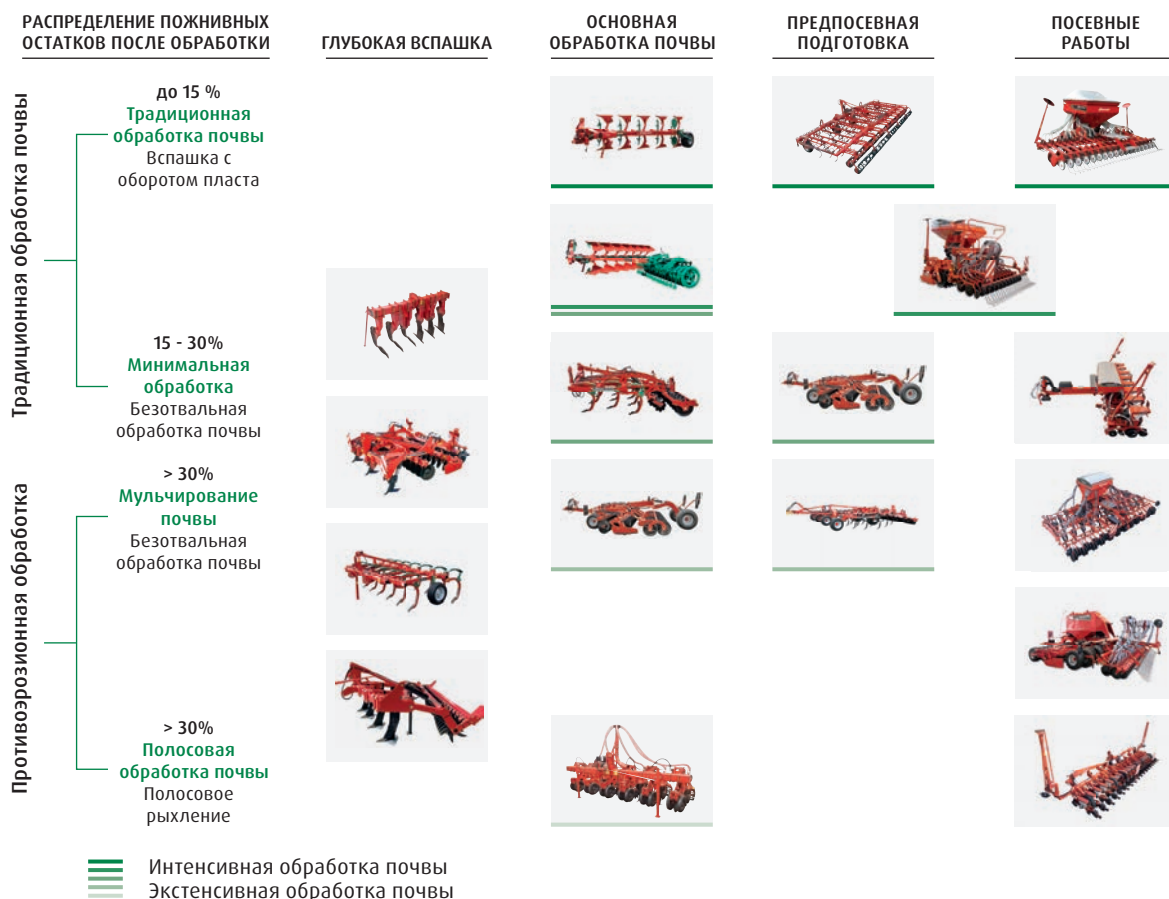 РАСПРЕДЕЛЕНИЕ ПОЖНИВНЫХ
ОСТАТКОВ ПОСЛЕ ОБРАБОТКИ
ГЛУБОКАЯ ВСПАШКА
ОСНОВНАЯ
ОБРАБОТКА ПОЧВЫ
ПРЕДПОСЕВНАЯ
ПОДГОТОВКА
ПОСЕВНЫЕ
РАБОТЫ
Традиционная обработка почвы
до 15 %
Традиционная
обработка почвы
Вспашка с
оборотом пласта
15 - 30%
Минимальная
обработка
Безотвальная
обработка почвы
Противоэрозионная обработка
> 30%
Мульчирование
почвы
Безотвальная
обработка почвы
> 30%
Полосовая
обработка почвы
Полосовое
рыхление
Интенсивная обработка почвы
Экстенсивная обработка почвы